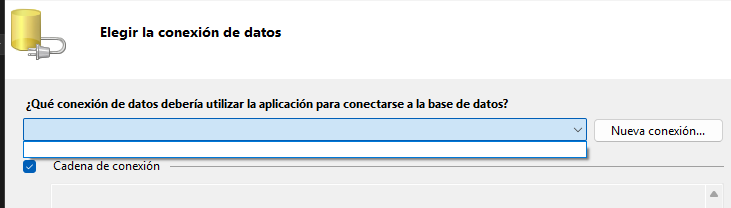 Elegir la conexión de datos
¿Qué conexión de datos debería utilizar la aplicación para conectarse a la base de datos?
Nueva conexión...
Cadena de conexión